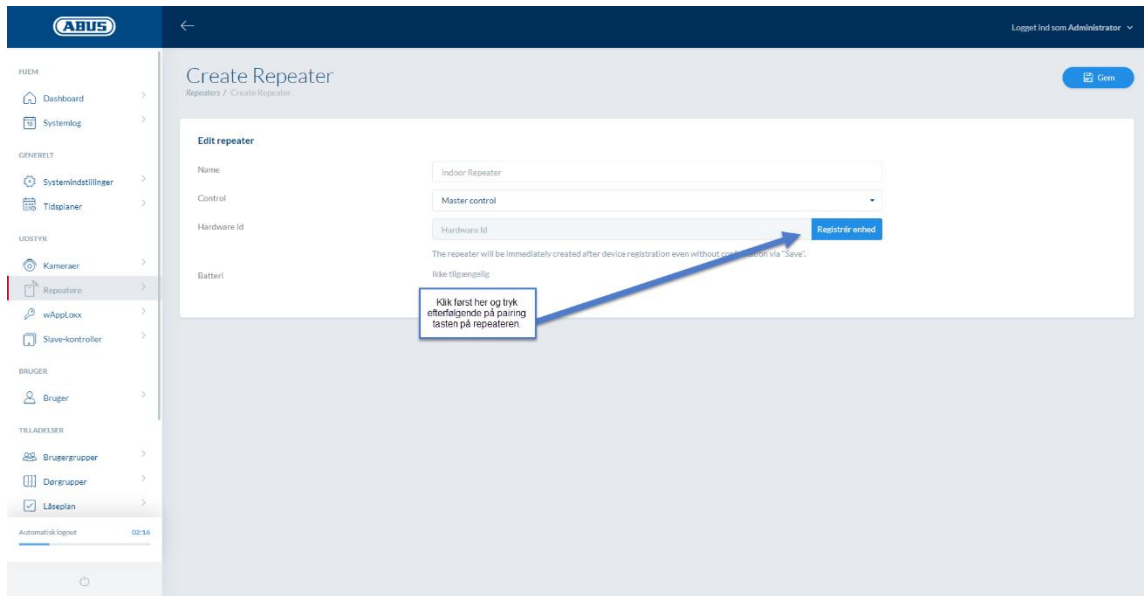 ABUS
Logget ind som Administrator
HJEM
Dashboard
Systemlog
GENERELT
Systemindstillinger
Tidsplaner
UDSTYR
Kameraer
Repeatere
wAppLoxx
Slave-kontroller
BRUGER
Bruger
TILLADELSER
Brugergrupper
Dørgrupper
Låseplan
Automatisk logout 02:16
Create Repeater
Repeaters / Create Repeater
Gem
Edit repeater
Name
Indoor Repeater
Control
Master control
Hardware Id
Hardware Id
Registrér enhed
The repeater will be immediately created after device registration even without via "Save".
Batteri
Ikke tilgængelig
Klik først her og tryk
efterfølgende på pairing
tasten på repeateren.